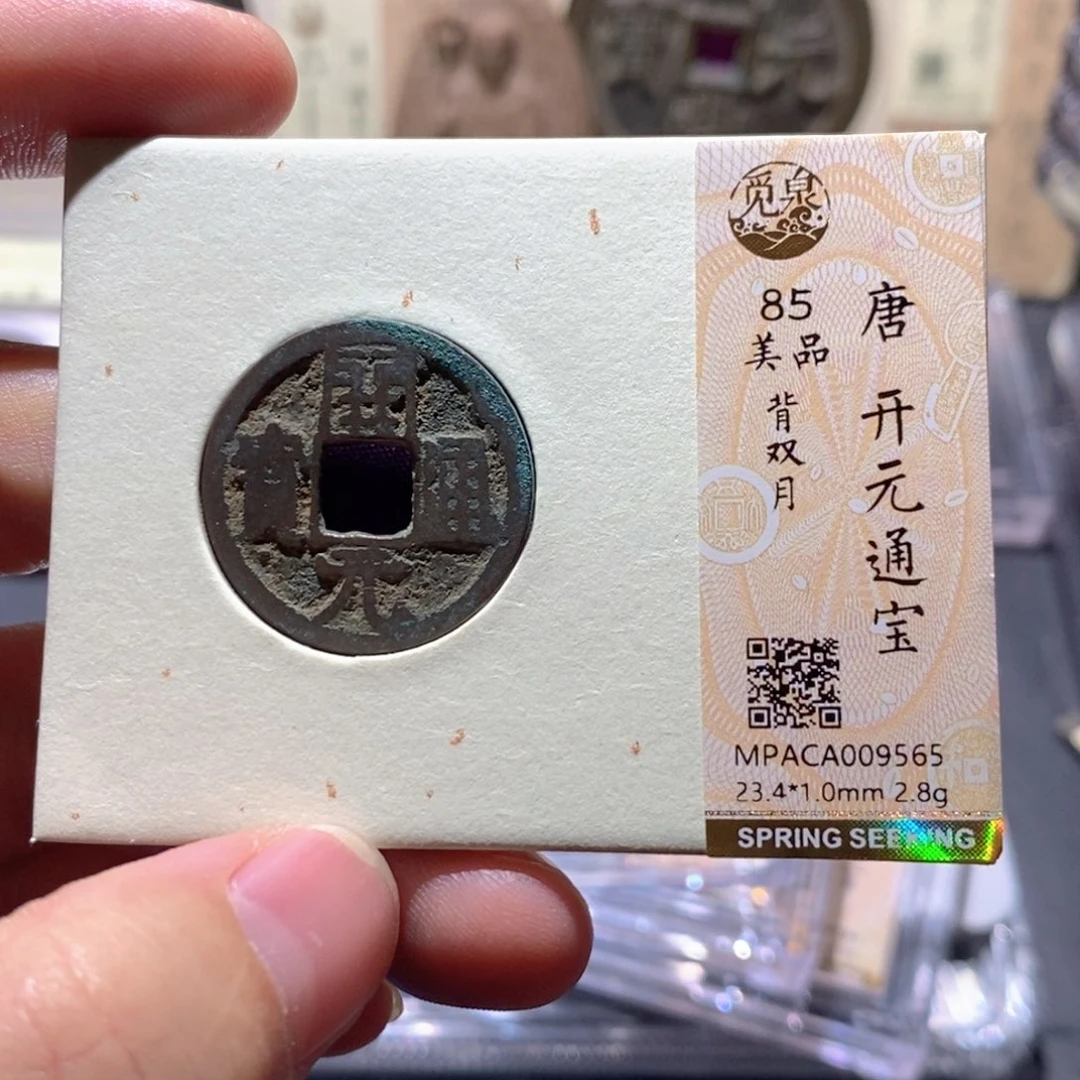 開元通寶
觅泉
85
美品
背双月
唐 开元通宝
MPACA009565
23.4*1.0mm 2.8g
SPRING SEEKING